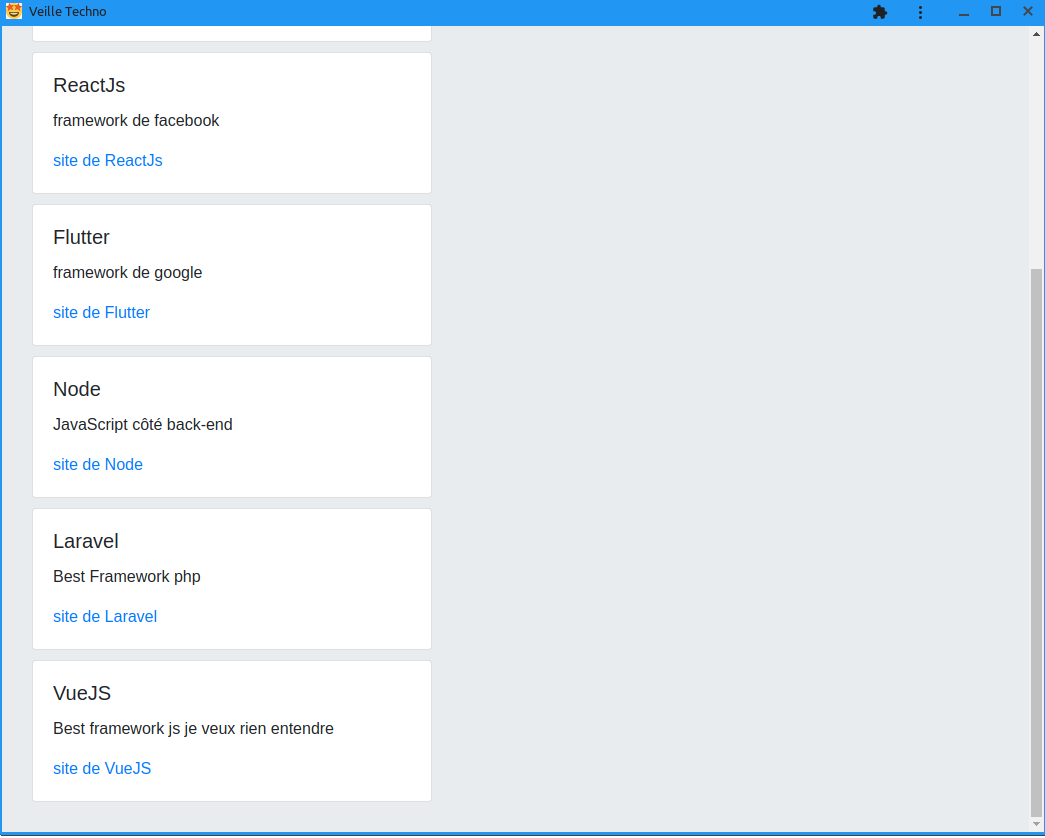 Veille Techno
ReactJs
framework de facebook
site de ReactJs
Flutter
framework de google
site de Flutter
Node
JavaScript côté back-end
site de Node
Laravel
Best Framework php
site de Laravel
VueJS
Best framework js je veux rien entendre
site de VueJS